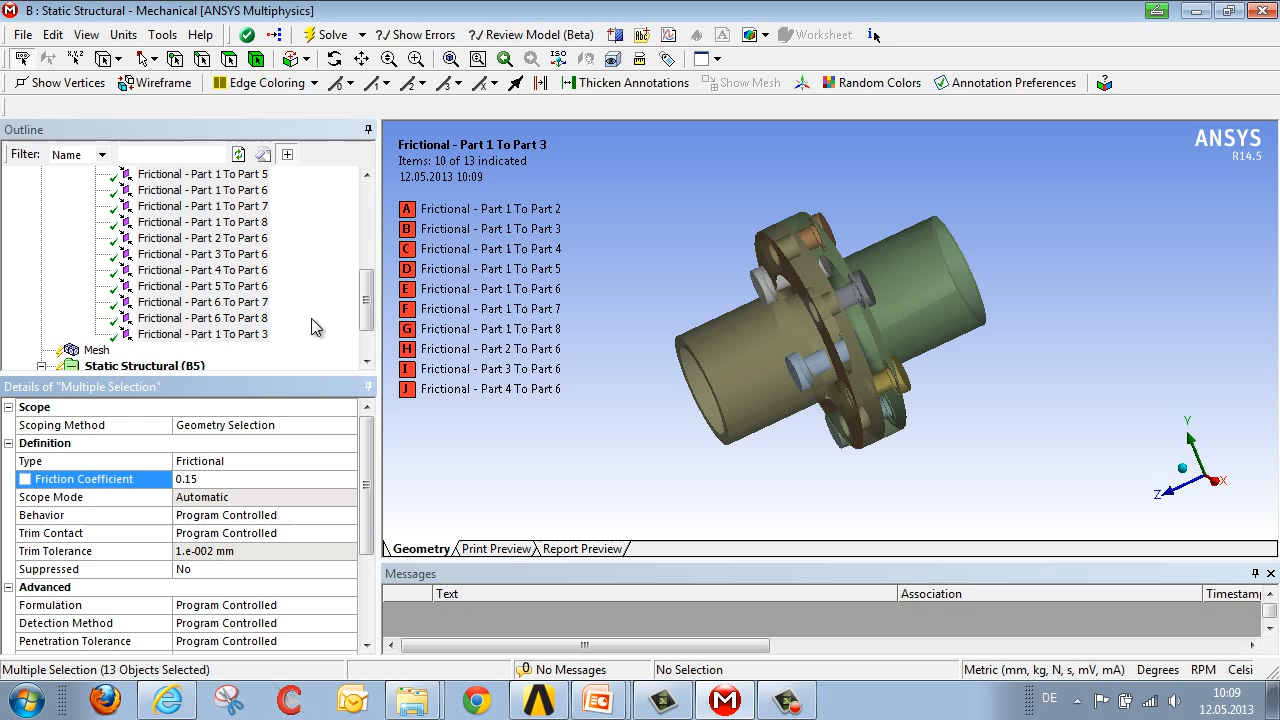 B : Static Structural - Mechanical [ANSYS Multiphysics]
File Edit View Units Tools Help Solve ?/ Show Errors ?/ Review Model (Beta) A Worksheet i
Show Vertices Wireframe Edge Coloring Thicken Annotations Show Mesh Random Colors Annotation Preferences
Outline
Filter: Name
Frictional - Part 1 To Part 5
Frictional - Part 1 To Part 6
Frictional - Part 1 To Part 7
Frictional - Part 1 To Part 8
Frictional - Part 2 To Part 6
Frictional - Part 3 To Part 6
Frictional - Part 4 To Part 6
Frictional - Part 5 To Part 6
Frictional - Part 6 To Part 7
Frictional - Part 6 To Part 8
Frictional - Part 1 To Part 3
Mesh
Static Structural (B5)
Details of "Multiple Selection"
Scope
Scoping Method Geometry Selection
Definition
Type Frictional
Friction Coefficient 0.15
Scope Mode Automatic
Behavior Program Controlled
Trim Contact Program Controlled
Trim Tolerance 1.e-002 mm
Suppressed No
Advanced
Formulation Program Controlled
Detection Method Program Controlled
Penetration Tolerance Program Controlled
Frictional - Part 1 To Part 3
Items: 10 of 13 indicated
12.05.2013 10:09
A Frictional - Part 1 To Part 2
B Frictional - Part 1 To Part 3
C Frictional - Part 1 To Part 4
D Frictional - Part 1 To Part 5
E Frictional - Part 1 To Part 6
F Frictional - Part 1 To Part 7
G Frictional - Part 1 To Part 8
H Frictional - Part 2 To Part 6
I Frictional - Part 3 To Part 6
J Frictional - Part 4 To Part 6
ANSYS
R14.5
Y
Z
X
Geometry Print Preview Report Preview
Messages
Text Association Timestam
Multiple Selection (13 Objects Selected) 0 No Messages No Selection Metric (mm, kg, N, s, mV, mA) Degrees RPM Celsi
DE 10:09
12.05.2013